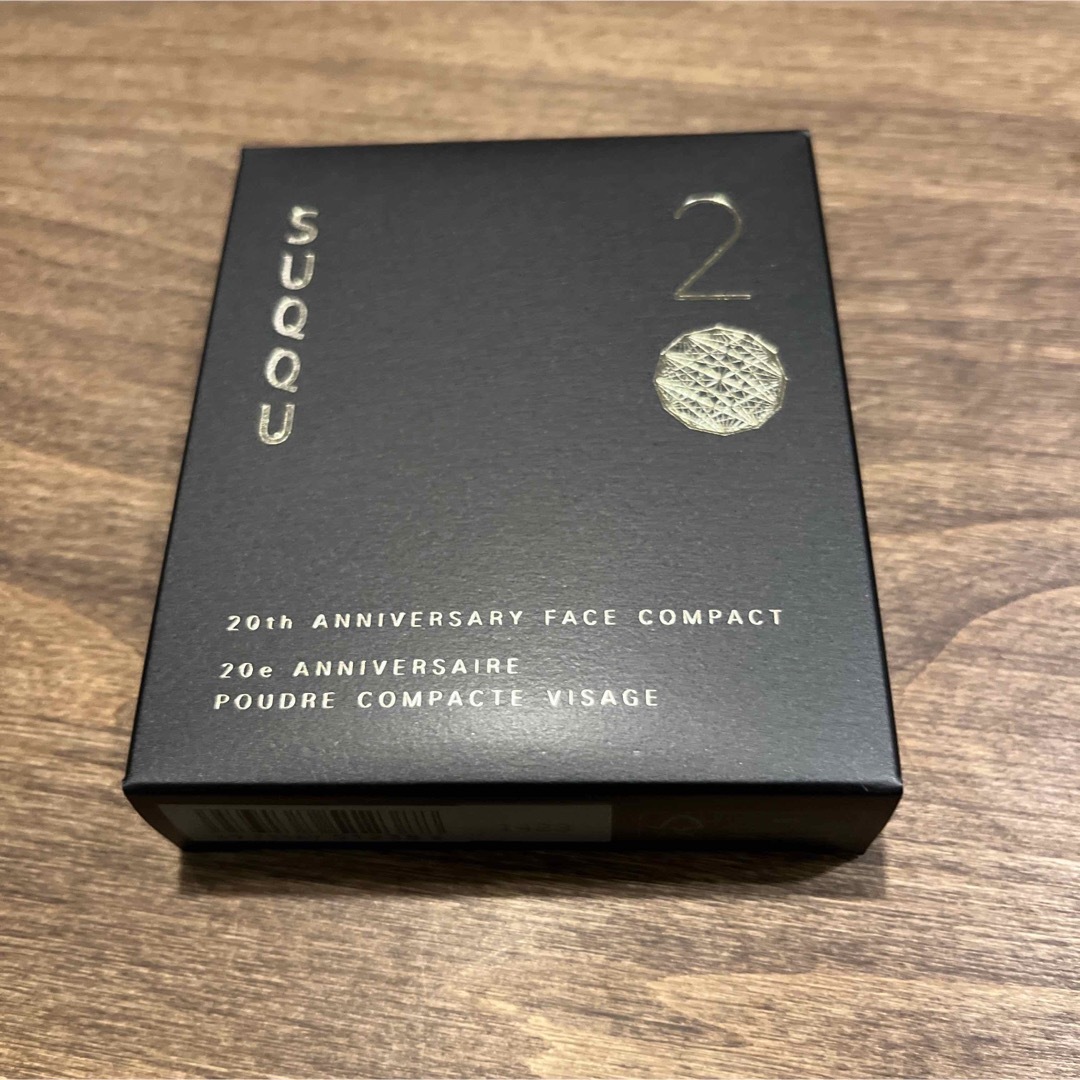 SUQQU
2
20th ANNIVERSARY FACE COMPACT
20e ANNIVERSAIRE
POUDRE COMPACTE VISAGE